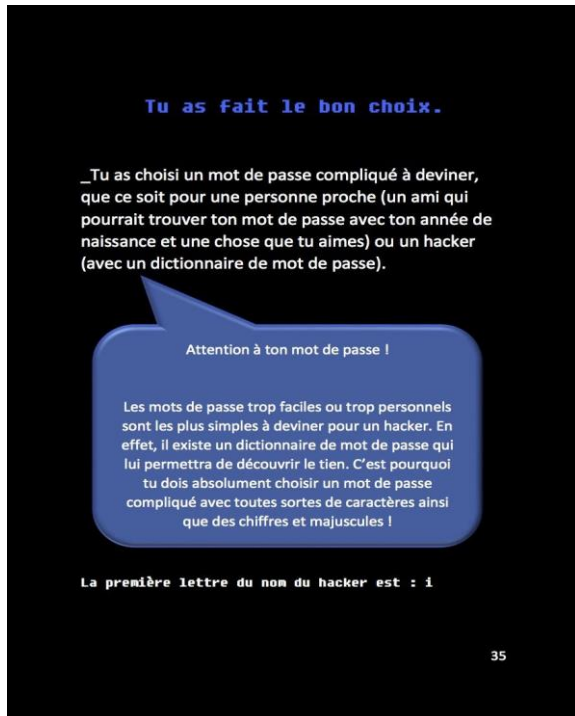 Tu as fait le bon choix.
_Tu as choisi un mot de passe compliqué à deviner,
que ce soit pour une personne proche (un ami qui
pourrait trouver ton mot de passe avec ton année de
naissance et une chose que tu aimes) ou un hacker
(avec un dictionnaire de mot de passe).
Attention à ton mot de passe !
Les mots de passe trop faciles ou trop personnels
sont les plus simples à deviner pour un hacker. En
effet, il existe un dictionnaire de mot de passe qui
lui permettra de découvrir le tien. C’est pourquoi
tu dois absolument choisir un mot de passe
compliqué avec toutes sortes de caractères ainsi
que des chiffres et majuscules !
La première lettre du nom du hacker est : i
35